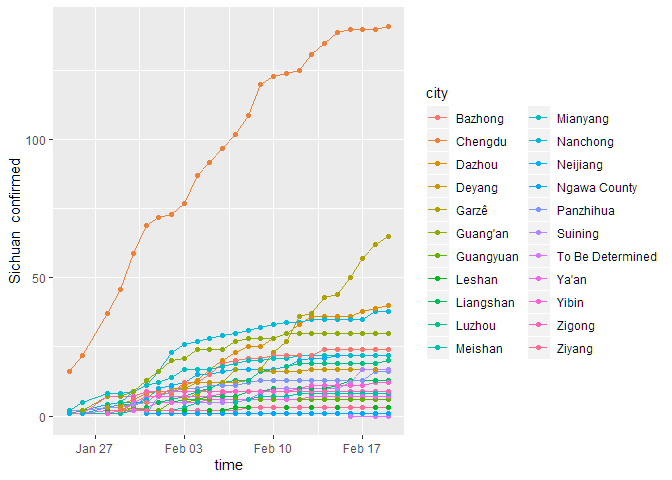 Sichuan confirmed
100
50
0
Jan 27
Feb 03
Feb 10
Feb 17
time
city
Bazhong
Chengdu
Dazhou
Deyang
Garzê
Guang'an
Guangyuan
Leshan
Liangshan
Luzhou
Meishan
Mianyang
Nanchong
Neijiang
Ngawa County
Panzhihua
Suining
To Be Determined
Ya'an
Yibin
Zigong
Ziyang